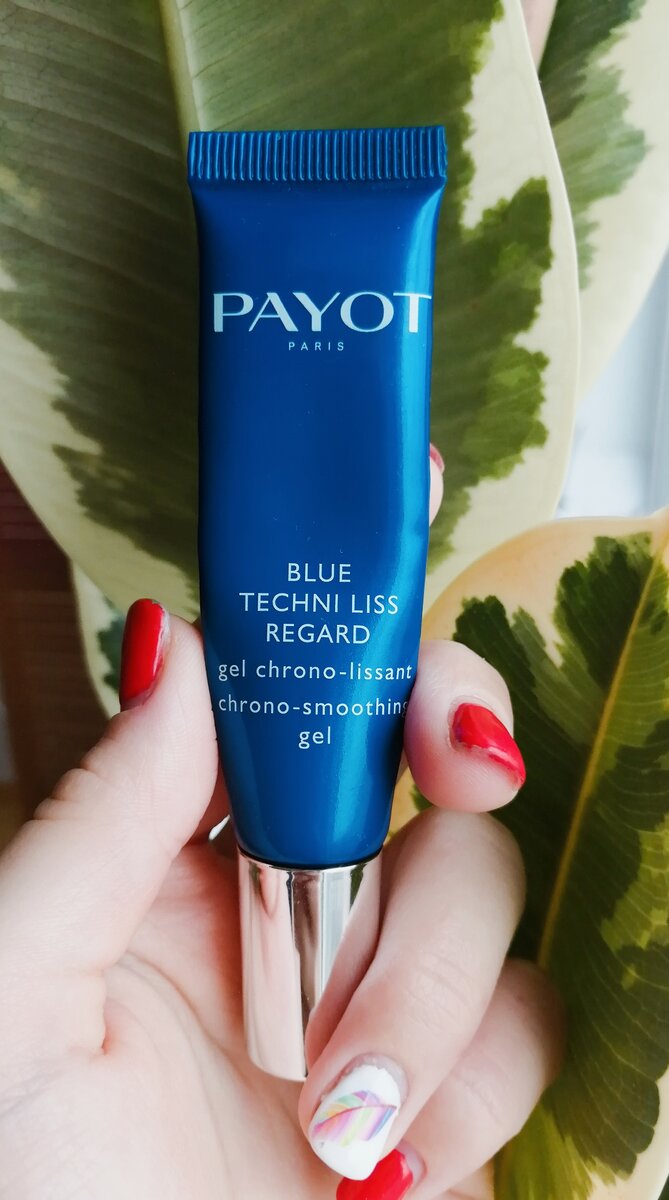 PAYOT
PARIS
BLUE
TECHNI LISS
REGARD
gel chrono-lissant
chrono-smoothing
gel